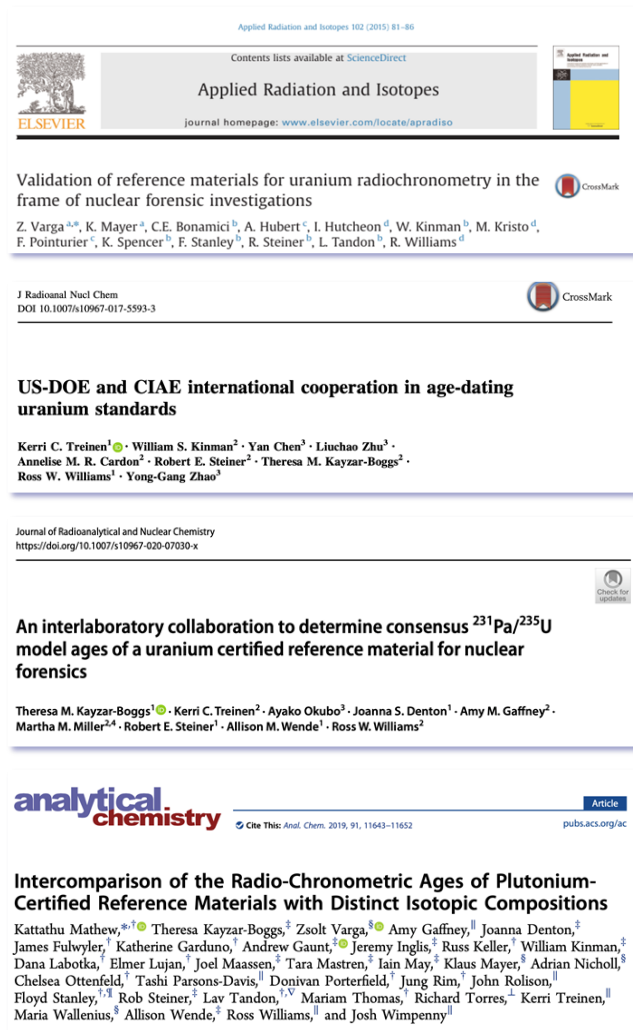 Applied Radiation and Isotopes 102 (2015) 81–86
Contents lists available at ScienceDirect
Applied Radiation and Isotopes
journal homepage: www.elsevier.com/locate/apradiso
ELSEVIER
Applied Radiation and Isotopes
Validation of reference materials for uranium radiochronometry in the
frame of nuclear forensic investigations
CrossMark
Z. Varga a,*, K. Mayer a, C.E. Bonamici b, A. Hubert c, I. Hutcheon d, W. Kinman b, M. Kristo d,
F. Pointurier c, K. Spencer b, F. Stanley b, R. Steiner b, L. Tandon b, R. Williams d
J Radioanal Nucl Chem
DOI 10.1007/s10967-017-5593-3
CrossMark
US-DOE and CIAE international cooperation in age-dating
uranium standards
Kerri C. Treinen1 · William S. Kinman2 · Yan Chen3 · Liuchao Zhu3 ·
Annelise M. R. Cardon2 · Robert E. Steiner2 · Theresa M. Kayzar-Boggs2 ·
Ross W. Williams1 · Yong-Gang Zhao3
Journal of Radioanalytical and Nuclear Chemistry
https://doi.org/10.1007/s10967-020-07030-x
Check for
updates
An interlaboratory collaboration to determine consensus 231Pa/235U
model ages of a uranium certified reference material for nuclear
forensics
Theresa M. Kayzar-Boggs1 · Kerri C. Treinen2 · Ayako Okubo3 · Joanna S. Denton1 · Amy M. Gaffney2 ·
Martha M. Miller2,4 · Robert E. Steiner1 · Allison M. Wende1 · Ross W. Williams2
analytical
chemistry
Article
Cite This: Anal. Chem. 2019, 91, 11643−11652
pubs.acs.org/ac
Intercomparison of the Radio-Chronometric Ages of Plutonium-
Certified Reference Materials with Distinct Isotopic Compositions
Kattathu Mathew,*,† Theresa Kayzar-Boggs,‡ Zsolt Varga,§ Amy Gaffney,∥ Joanna Denton,‡
James Fulwyler,† Katherine Garduno,† Andrew Gaunt,‡ Jeremy Inglis,‡ Russ Keller,† William Kinman,‡
Dana Labotka,† Elmer Lujan,† Joel Maassen,‡ Tara Mastren,‡ Iain May,‡ Klaus Mayer,§ Adrian Nicholl,§
Chelsea Ottenfeld,† Tashi Parsons-Davis,∥ Donivan Porterfield,† Jung Rim,† John Rolison,∥
Floyd Stanley,†,¶ Rob Steiner,‡ Lav Tandon,†,∇ Mariam Thomas,† Richard Torres,⊥ Kerri Treinen,∥
Maria Wallenius,§ Allison Wende,‡ Ross Williams,∥ and Josh Wimpenny∥